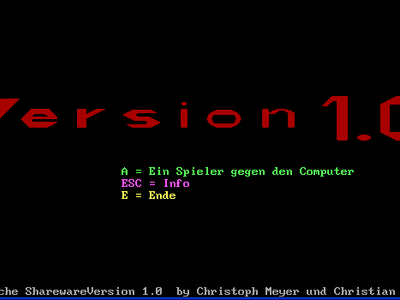 Version 1.0
A = Ein Spieler gegen den Computer
ESC = Info
E = Ende
che SharewareVersion 1.0 by Christoph Meyer und Christian